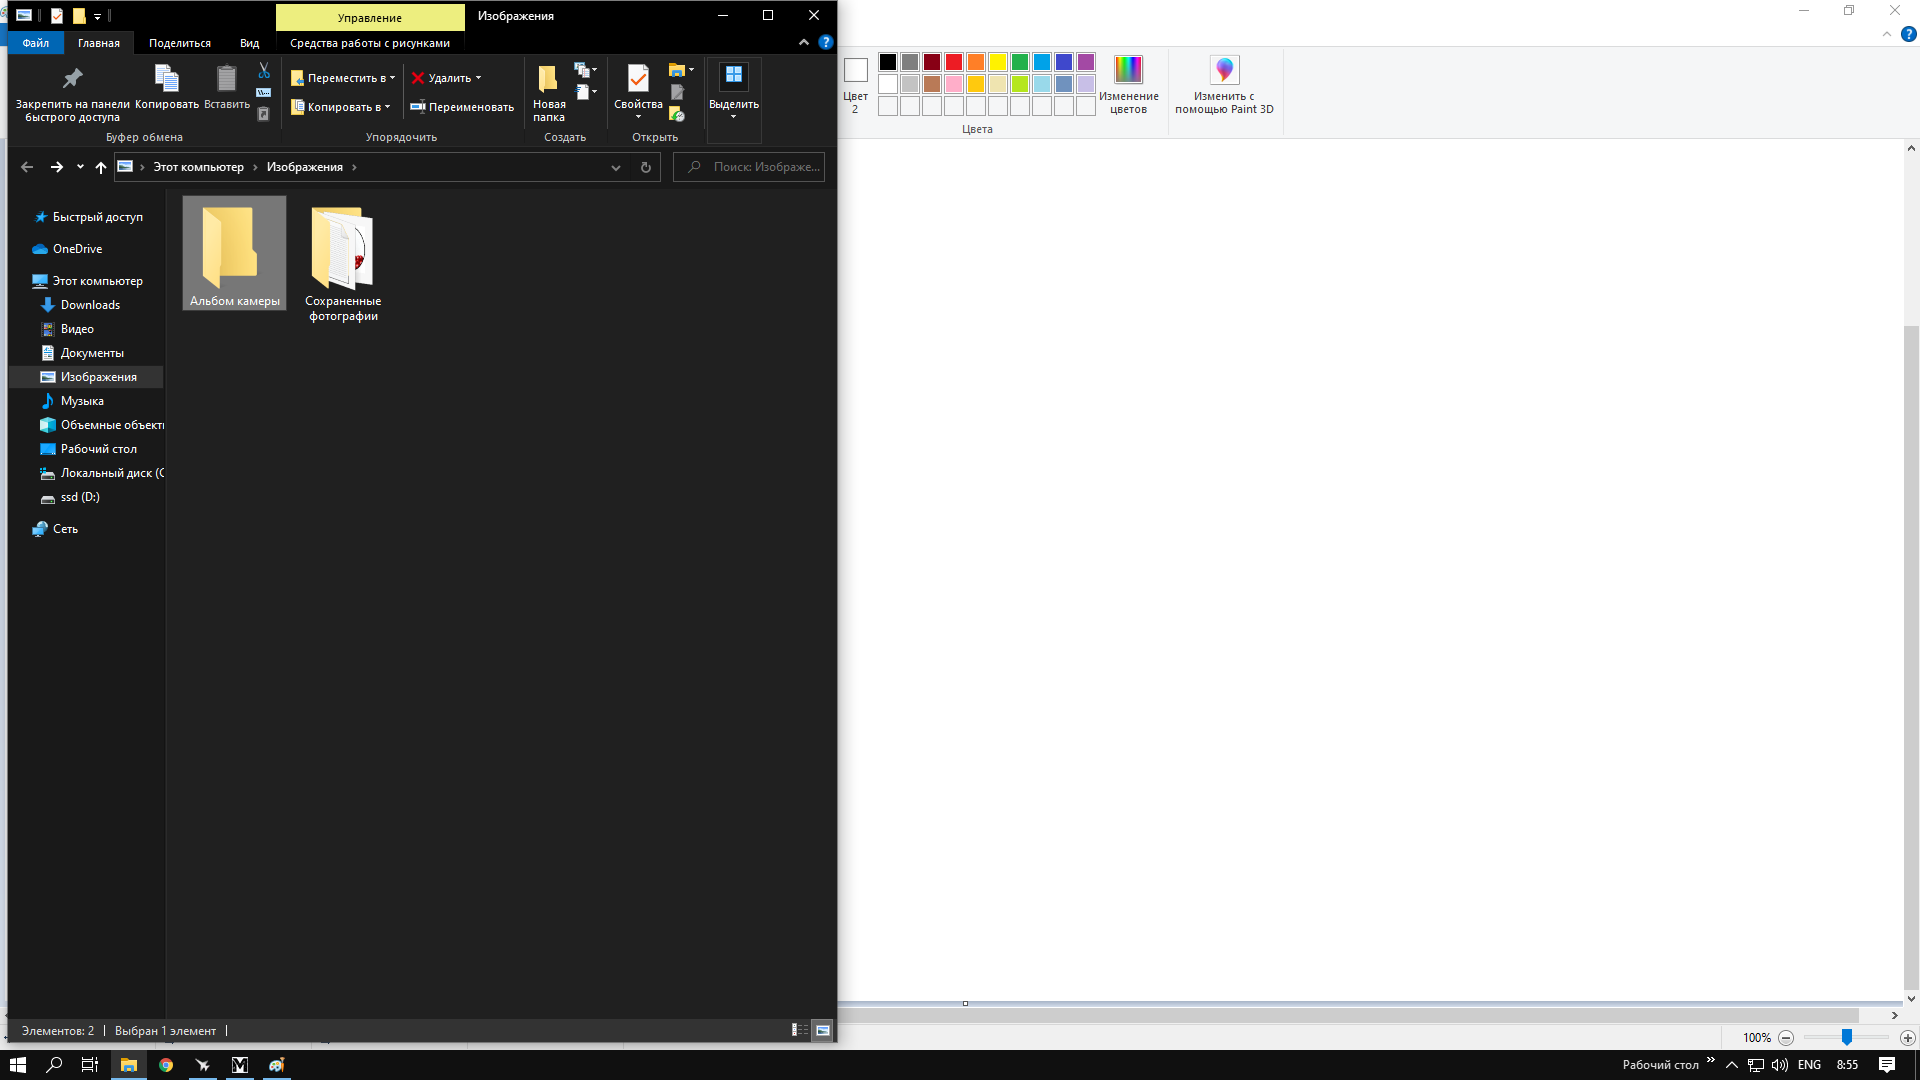 Управление
Изображения
Файл
Главная
Поделиться
Вид
Средства работы с рисунками
Закрепить на панели
быстрого доступа
Копировать
Вставить
Переместить в
Копировать в
Удалить
Переименовать
Новая
папка
Свойства
Выделить
Буфер обмена
Упорядочить
Создать
Открыть
Цвет
2
Изменение
цветов
Изменить с
помощью Paint 3D
Цвета
Этот компьютер
Изображения
Поиск: Изображе...
Быстрый доступ
OneDrive
Этот компьютер
Downloads
Видео
Документы
Изображения
Музыка
Объемные объект
Рабочий стол
Локальный диск (C
ssd (D:)
Сеть
Альбом камеры
Сохраненные
фотографии
Элементов: 2
Выбран 1 элемент
100%
Рабочий стол
ENG
8:55